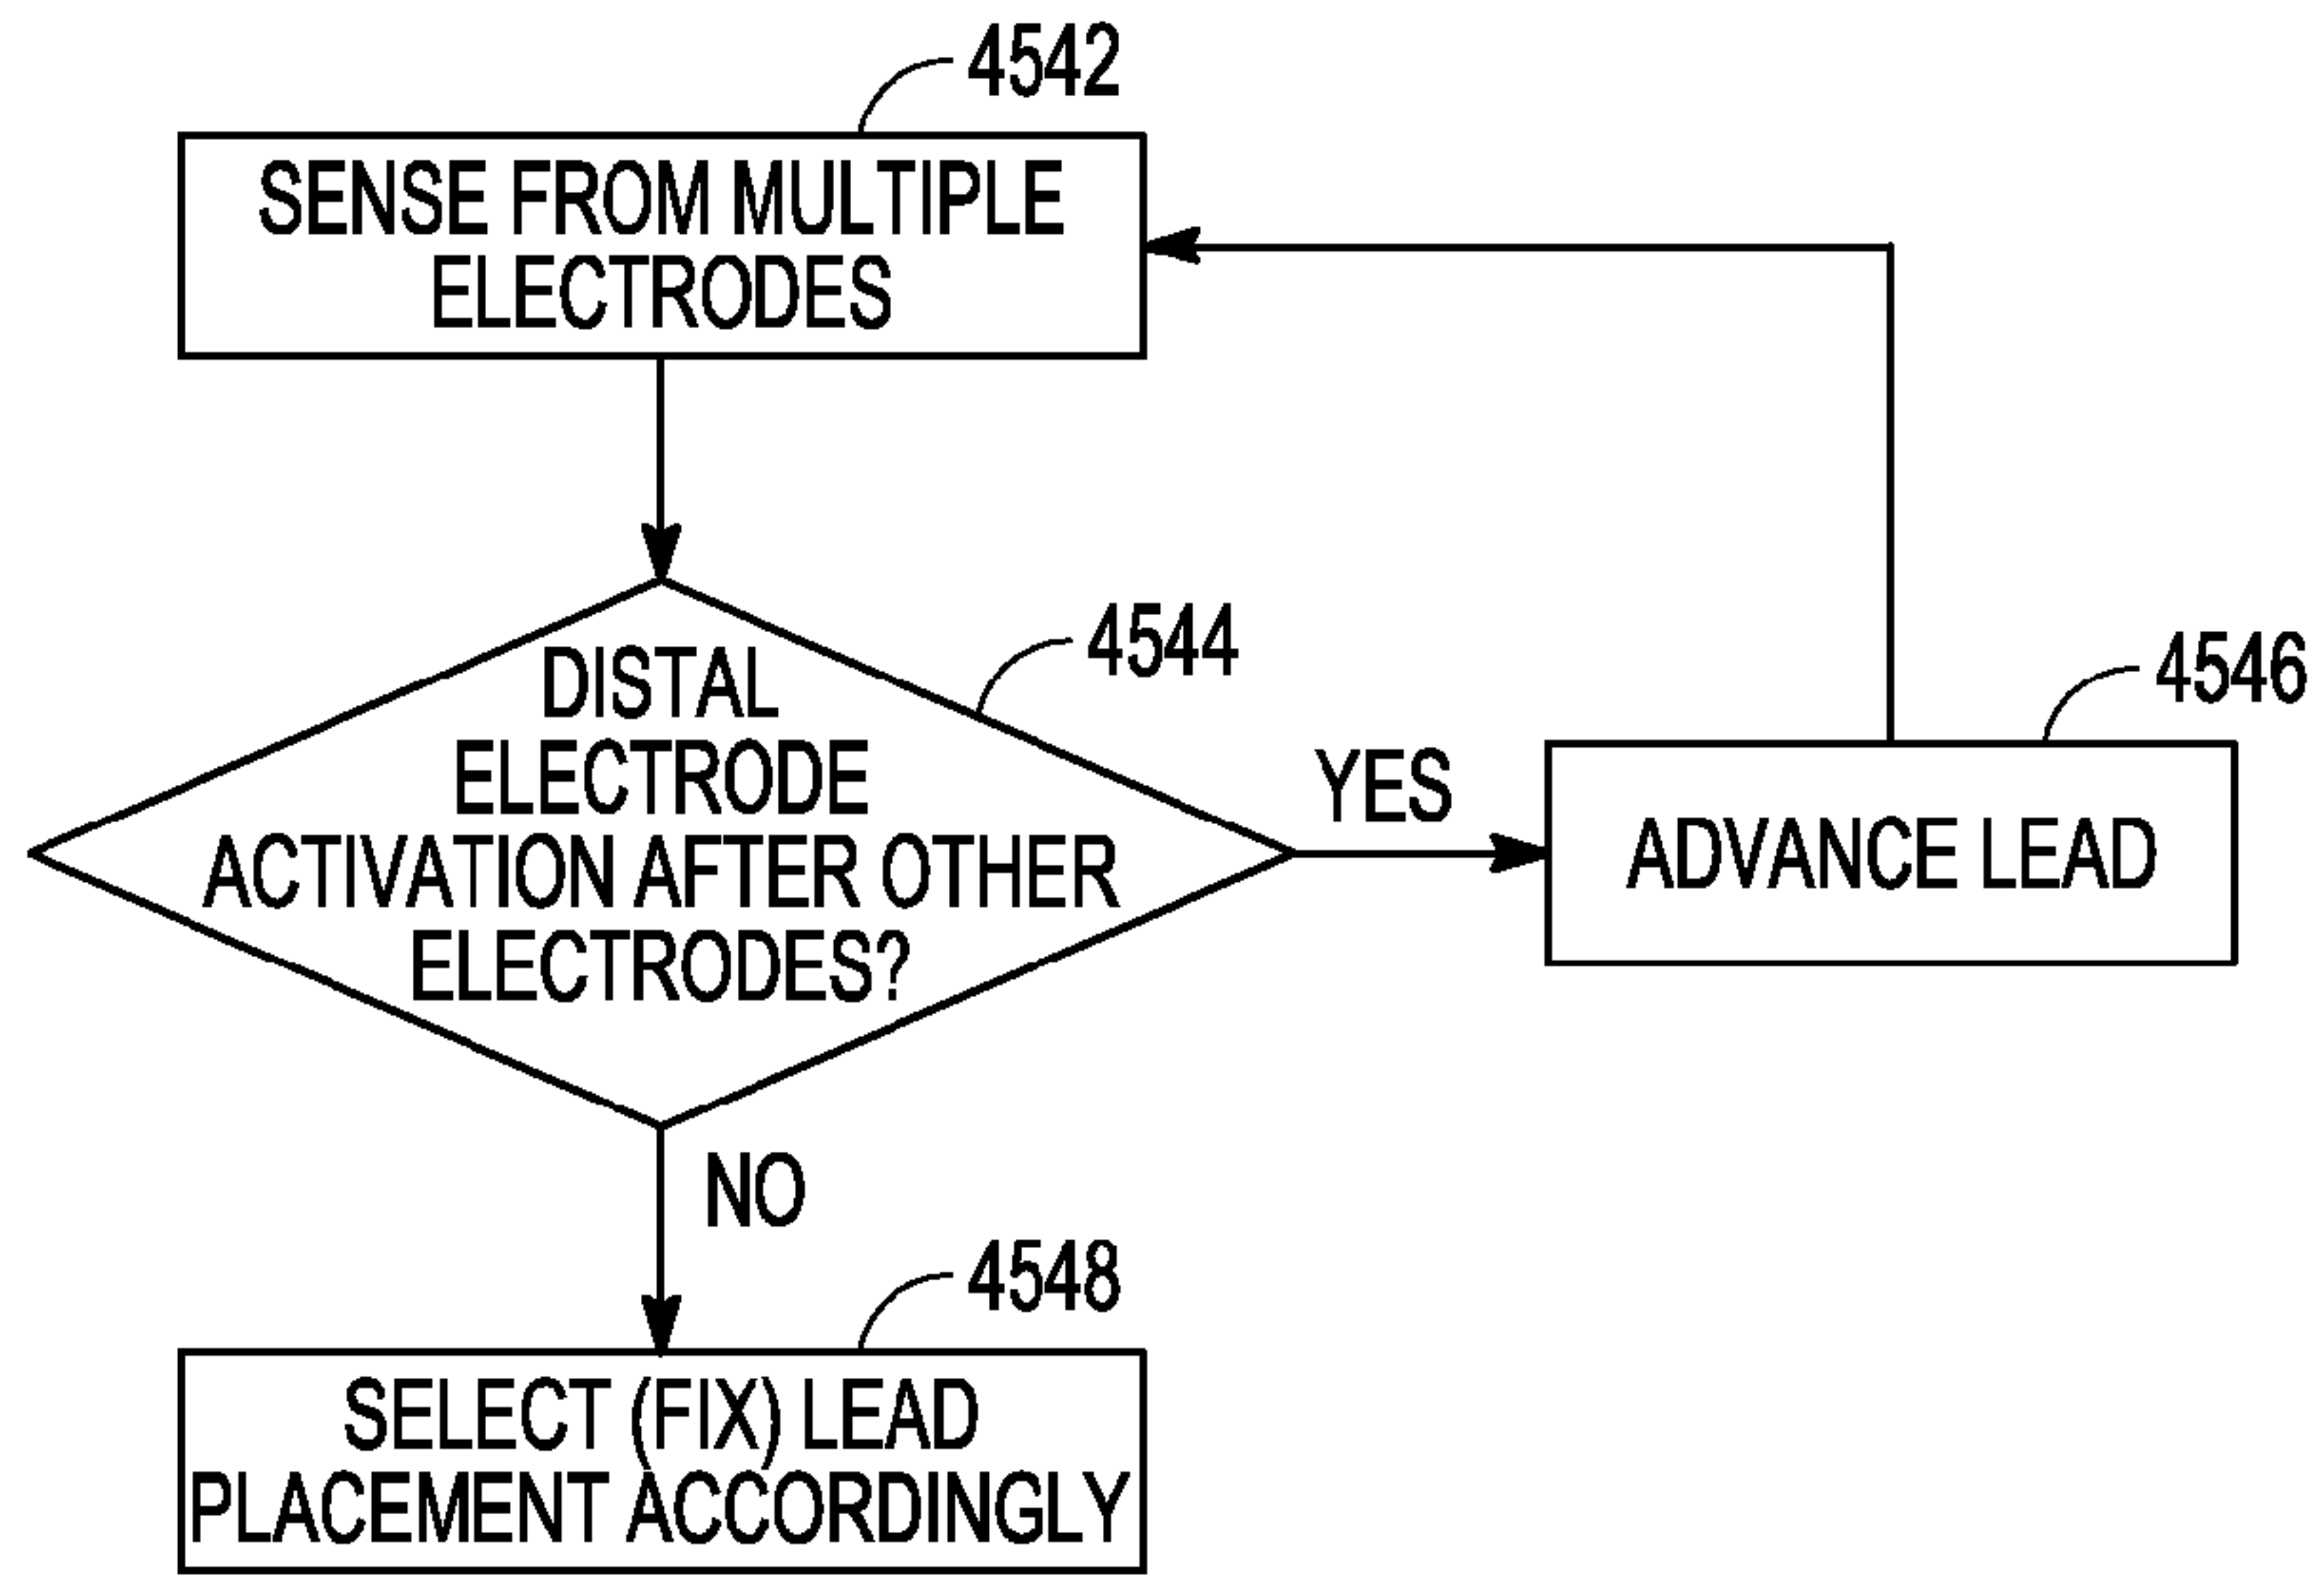 4542
SENSE FROM MULTIPLE
ELECTRODES
4544
DISTAL
ELECTRODE
ACTIVATION AFTER OTHER
ELECTRODES?
YES
4546
ADVANCE LEAD
NO
4548
SELECT (FIX) LEAD
PLACEMENT ACCORDINGLY